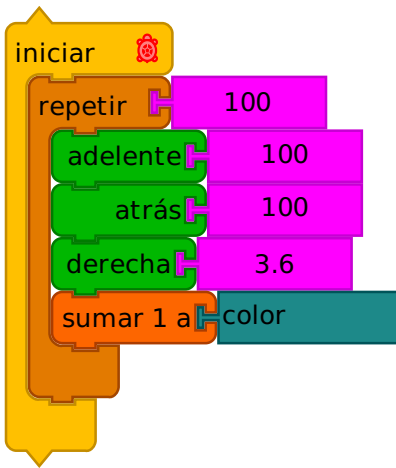 iniciar
repetir 100
adelente 100
atrás 100
derecha 3.6
sumar 1 a color